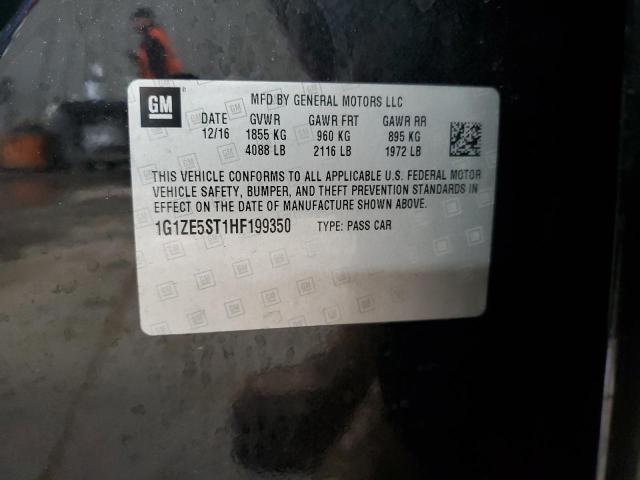 GM ® MFD BY GENERAL MOTORS LLC
DATE GVWR GAWR FRT GAWR RR
12/16 1855 KG 960 KG 895 KG
4088 LB 2116 LB 1972 LB
THIS VEHICLE CONFORMS TO ALL APPLICABLE U.S. FEDERAL MOTOR
VEHICLE SAFETY, BUMPER, AND THEFT PREVENTION STANDARDS IN
EFFECT ON THE DATE OF MANUFACTURE SHOWN ABOVE.
1G1ZE5ST1HF199350 TYPE: PASS CAR